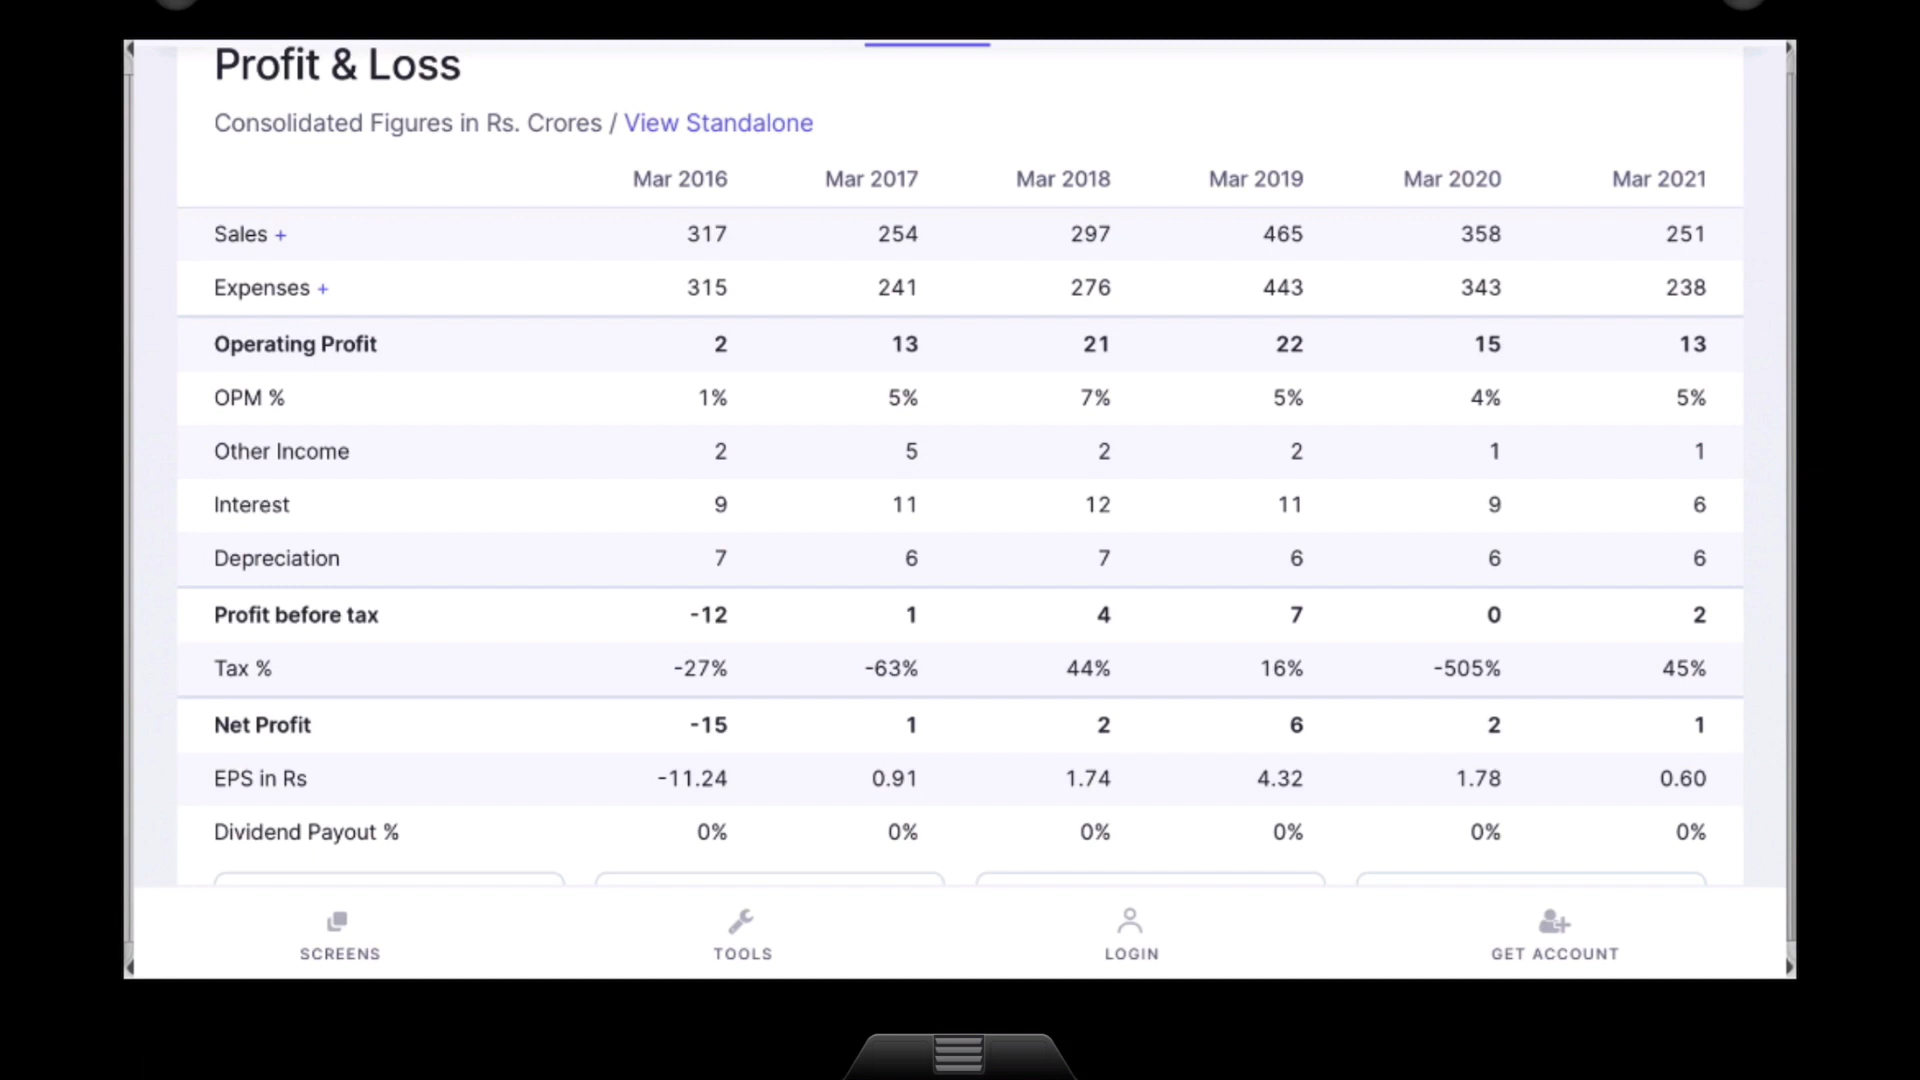 Profit & Loss
Consolidated Figures in Rs. Crores / View Standalone
Mar 2016 Mar 2017 Mar 2018 Mar 2019 Mar 2020 Mar 2021
Sales + 317 254 297 465 358 251
Expenses + 315 241 276 443 343 238
Operating Profit 2 13 21 22 15 13
OPM % 1% 5% 7% 5% 4% 5%
Other Income 2 5 2 2 1 1
Interest 9 11 12 11 9 6
Depreciation 7 6 7 6 6 6
Profit before tax -12 1 4 7 0 2
Tax % -27% -63% 44% 16% -505% 45%
Net Profit -15 1 2 6 2 1
EPS in Rs -11.24 0.91 1.74 4.32 1.78 0.60
Dividend Payout % 0% 0% 0% 0% 0% 0%
SCREENS TOOLS LOGIN GET ACCOUNT